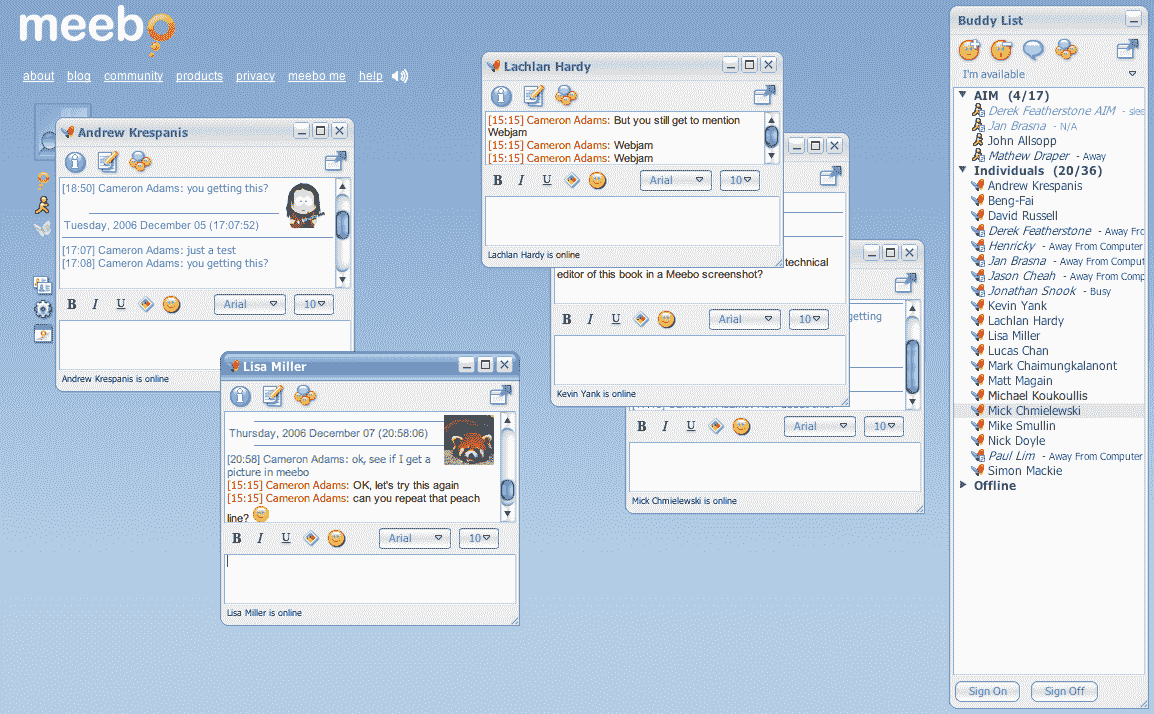 meebo
about blog community products privacy meebo me help
Andrew Krespanis
[18:50] Cameron Adams: you getting this?
Tuesday, 2006 December 05 (17:07:52)
[17:07] Cameron Adams: just a test
[17:08] Cameron Adams: you getting this?
B I U Arial 10
Andrew Krespanis is online
Lisa Miller
Thursday, 2006 December 07 (20:58:06)
[20:58] Cameron Adams: ok, see if I get a
picture in meebo
[15:15] Cameron Adams: OK, let's try this again
[15:15] Cameron Adams: can you repeat that peach
line?
B I U Arial 10
Lisa Miller is online
Lachlan Hardy
[15:15] Cameron Adams: But you still get to mention
Webjam
[15:15] Cameron Adams: Webjam
[15:15] Cameron Adams: Webjam
B I U Arial 10
Lachlan Hardy is online
technical
editor of this book in a Meebo screenshot?
B I U Arial 10
Kevin Yank is online
getting
B I U Arial 10
Mick Chmielewski is online
Buddy List
I'm available
AIM (4/17)
Derek Featherstone AIM - slee
Jan Brasna - N/A
John Allsopp
Mathew Draper - Away
Individuals (20/36)
Andrew Krespanis
Beng-Fai
David Russell
Derek Featherstone - Away Fro
Henricky - Away From Computer
Jan Brasna - Away From Comput
Jason Cheah - Away From Comp
Jonathan Snook - Busy
Kevin Yank
Lachlan Hardy
Lisa Miller
Lucas Chan
Mark Chaimungkalanont
Matt Magain
Michael Koukoullis
Mick Chmielewski
Mike Smullin
Nick Doyle
Paul Lim - Away From Computer
Simon Mackie
Offline
Sign On Sign Off